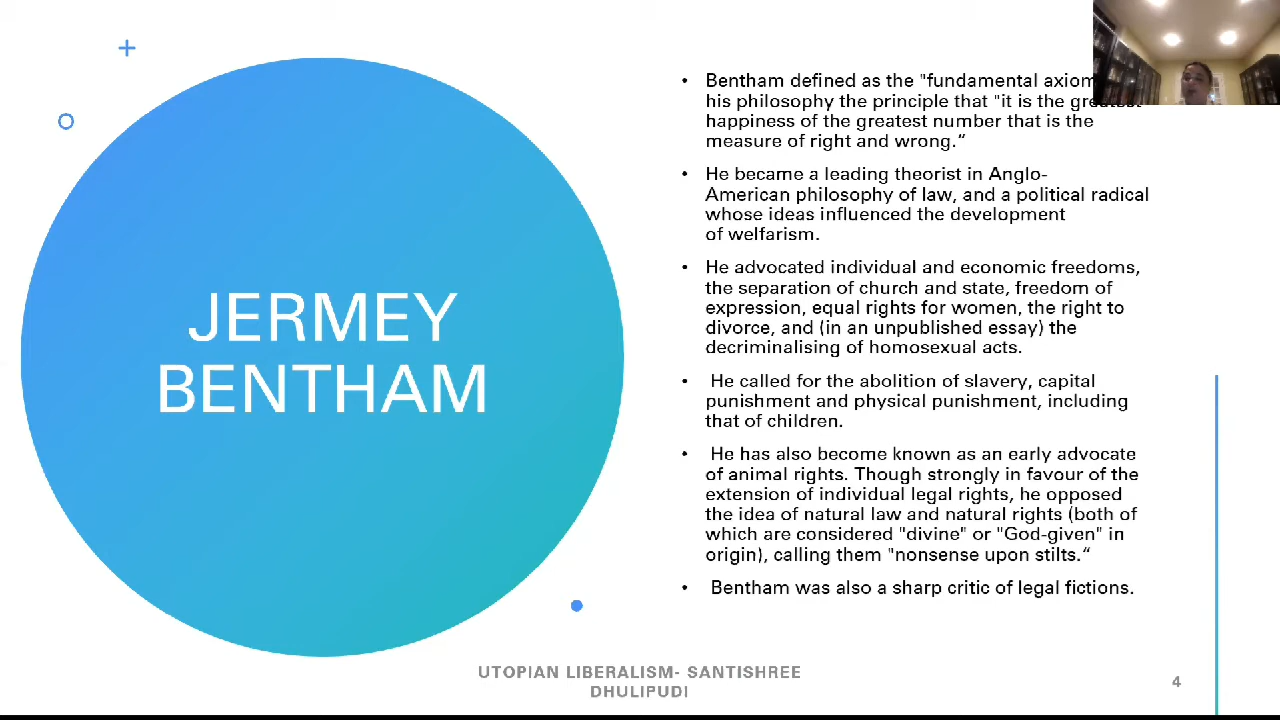 JERMEY
BENTHAM
• Bentham defined as the "fundamental axiom
his philosophy the principle that "it is the greatest
happiness of the greatest number that is the
measure of right and wrong.“
• He became a leading theorist in Anglo-
American philosophy of law, and a political radical
whose ideas influenced the development
of welfarism.
• He advocated individual and economic freedoms,
the separation of church and state, freedom of
expression, equal rights for women, the right to
divorce, and (in an unpublished essay) the
decriminalising of homosexual acts.
• He called for the abolition of slavery, capital
punishment and physical punishment, including
that of children.
• He has also become known as an early advocate
of animal rights. Though strongly in favour of the
extension of individual legal rights, he opposed
the idea of natural law and natural rights (both of
which are considered "divine" or "God-given" in
origin), calling them "nonsense upon stilts.“
• Bentham was also a sharp critic of legal fictions.
UTOPIAN LIBERALISM- SANTISHREE
DHULIPUDI
4